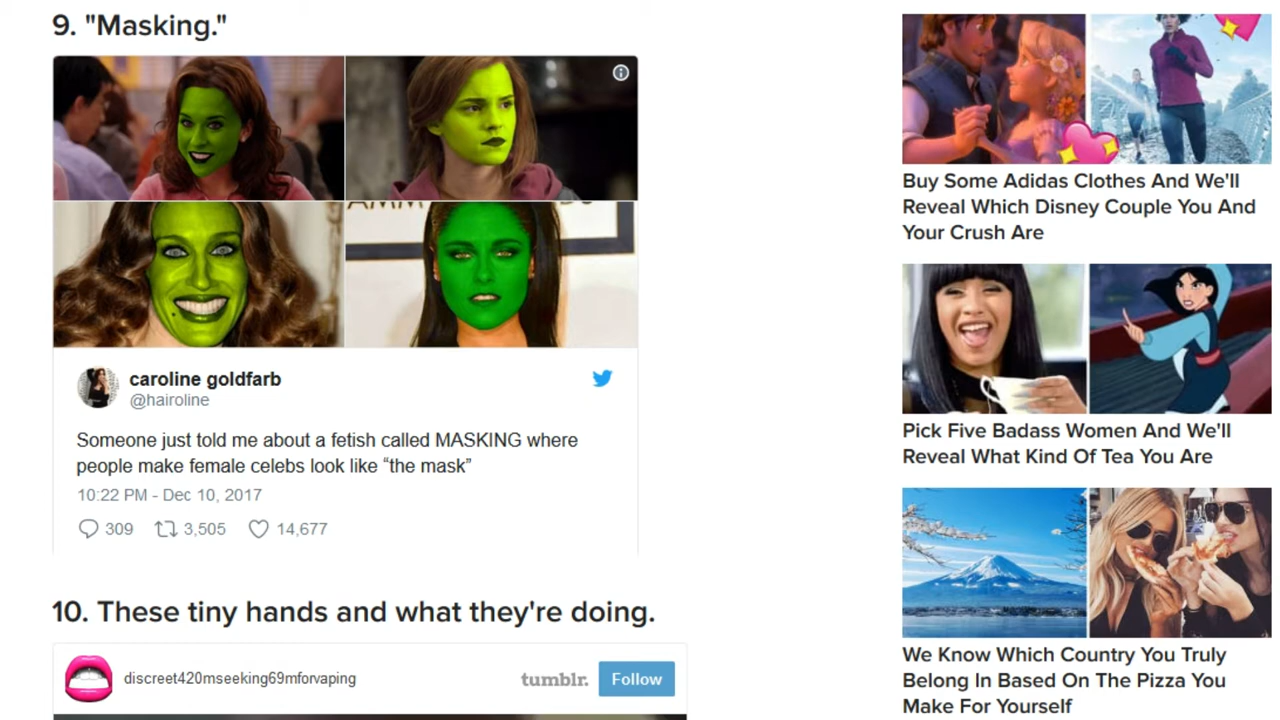 9. "Masking."
caroline goldfarb
@hairoline
Someone just told me about a fetish called MASKING where
people make female celebs look like “the mask”
10:22 PM - Dec 10, 2017
309 3,505 14,677
10. These tiny hands and what they're doing.
discreet420mseeking69mforvaping
tumblr. Follow
Buy Some Adidas Clothes And We'll
Reveal Which Disney Couple You And
Your Crush Are
Pick Five Badass Women And We'll
Reveal What Kind Of Tea You Are
We Know Which Country You Truly
Belong In Based On The Pizza You
Make For Yourself